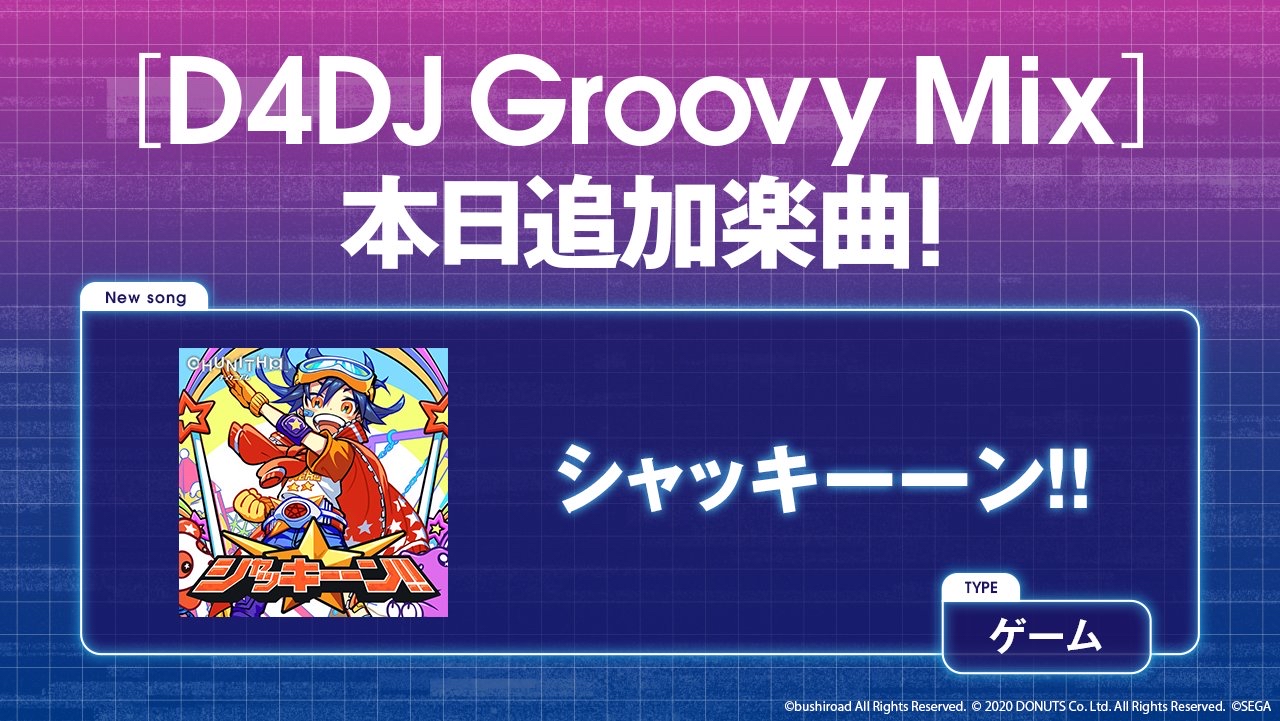 [D4DJ Groovy Mix]
本日追加楽曲!
New song
CHUNITHM
シャッキーーン!!
シャッキーーン!!
TYPE
ゲーム
©bushiroad All Rights Reserved. © 2020 DONUTS Co. Ltd. All Rights Reserved. ©SEGA